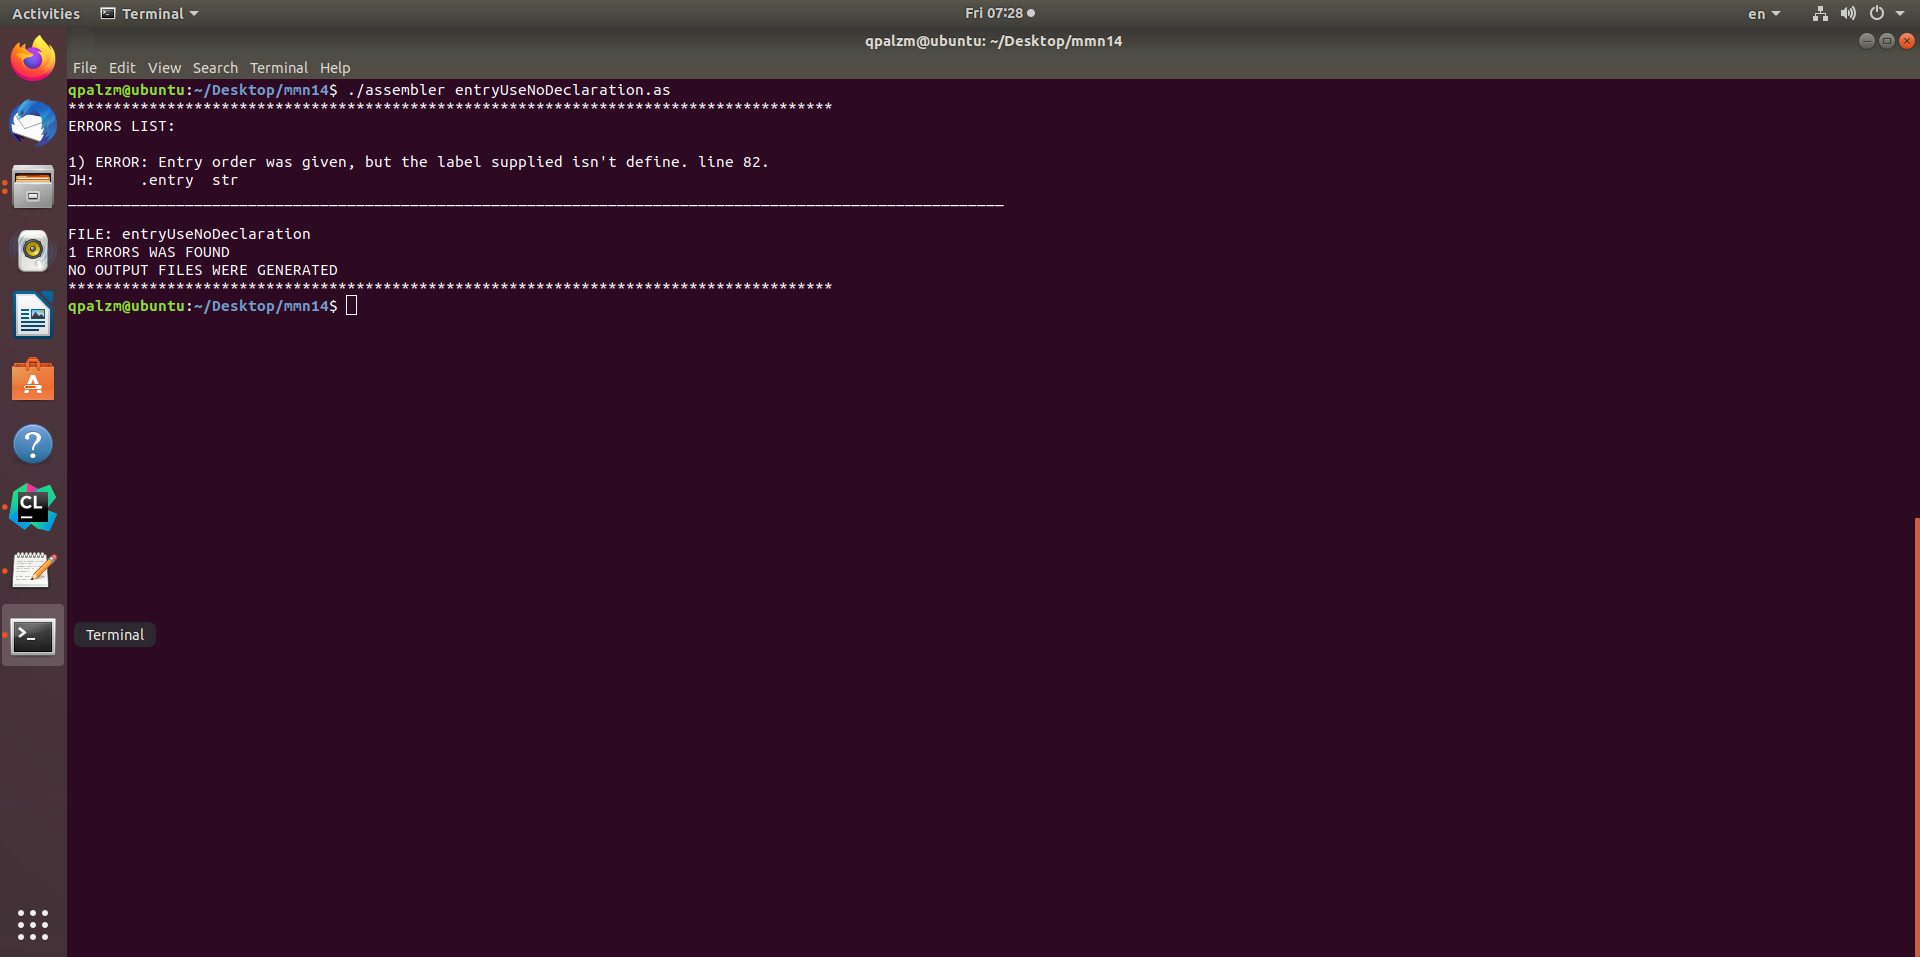 Activities Terminal Fri 07:28 en
qpalzm@ubuntu: ~/Desktop/mmn14
File Edit View Search Terminal Help
qpalzm@ubuntu:~/Desktop/mmn14$ ./assembler entryUseNoDeclaration.as
*************************************************************************************
ERRORS LIST:
1) ERROR: Entry order was given, but the label supplied isn't define. line 82.
JH:     .entry  str
________________________________________________________________________________________________________
FILE: entryUseNoDeclaration
1 ERRORS WAS FOUND
NO OUTPUT FILES WERE GENERATED
*************************************************************************************
qpalzm@ubuntu:~/Desktop/mmn14$
CL
Terminal